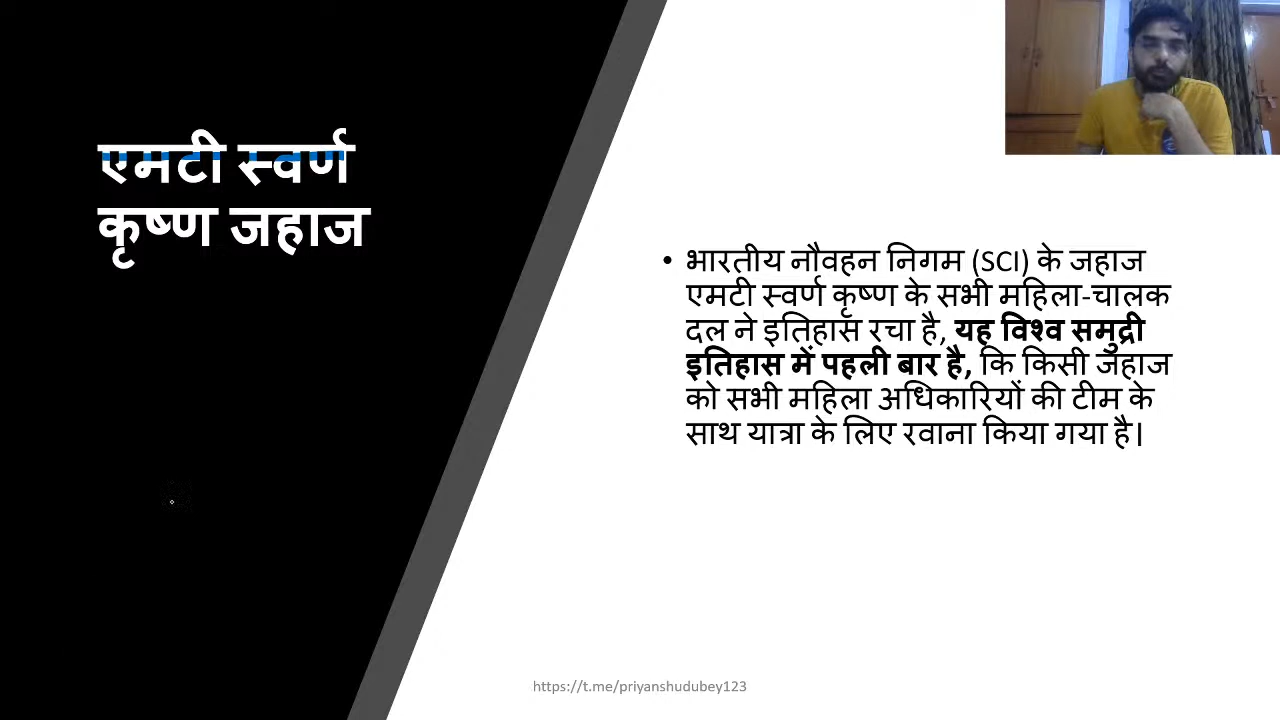 एमटी स्वर्ण
कृष्ण जहाज
• भारतीय नौवहन निगम (SCI) के जहाज
एमटी स्वर्ण कृष्ण के सभी महिला-चालक
दल ने इतिहास रचा है, यह विश्व समुद्री
इतिहास में पहली बार है, कि किसी जहाज
को सभी महिला अधिकारियों की टीम के
साथ यात्रा के लिए रवाना किया गया है।
https://t.me/priyanshudubey123